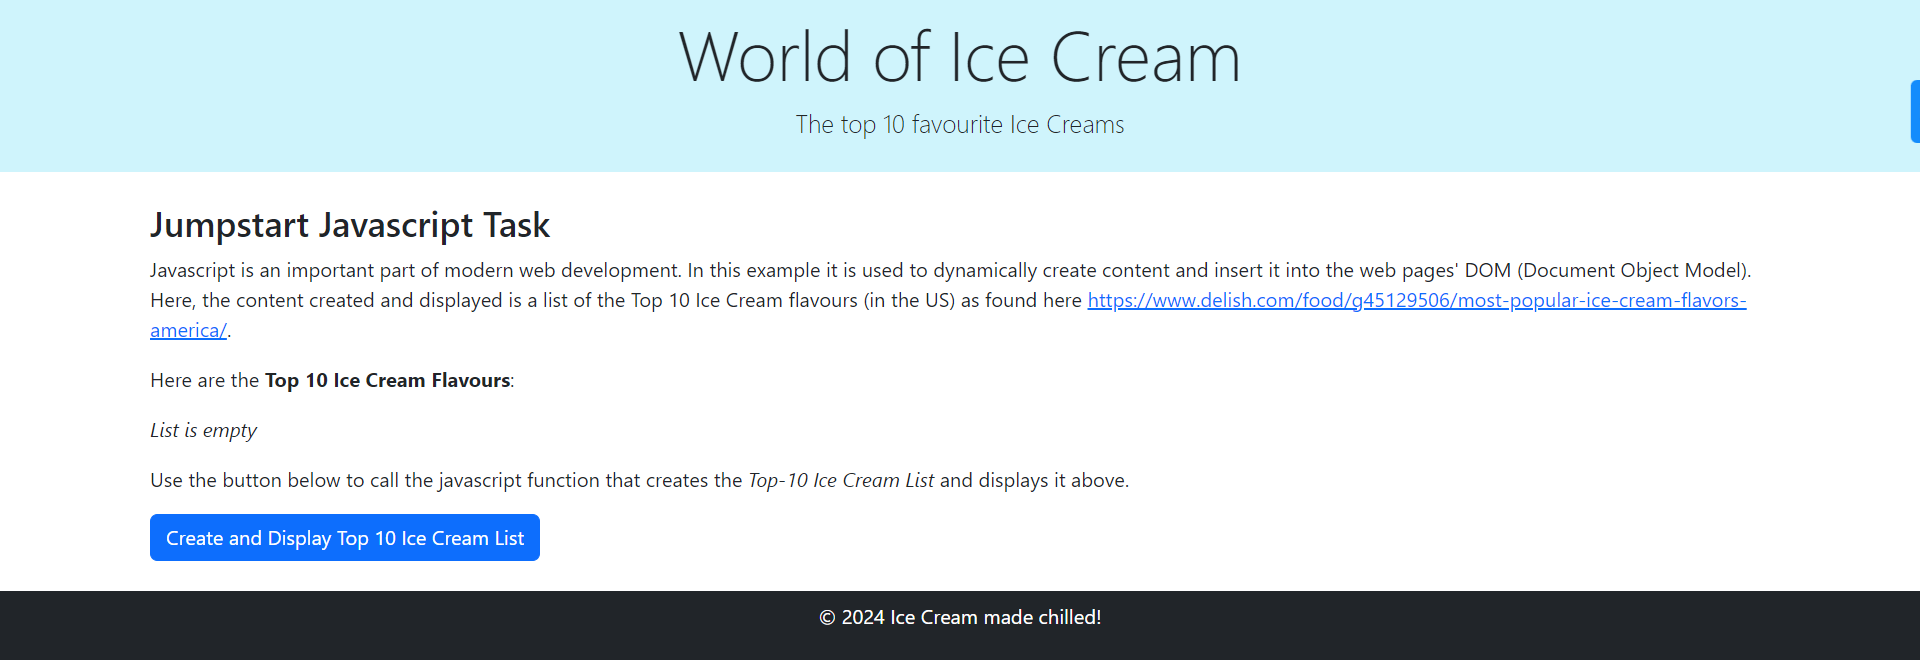 World of Ice Cream
The top 10 favourite Ice Creams
Jumpstart Javascript Task
Javascript is an important part of modern web development. In this example it is used to dynamically create content and insert it into the web pages' DOM (Document Object Model).
Here, the content created and displayed is a list of the Top 10 Ice Cream flavours (in the US) as found here https://www.delish.com/food/g45129506/most-popular-ice-cream-flavors-
america/.
Here are the Top 10 Ice Cream Flavours:
List is empty
Use the button below to call the javascript function that creates the Top-10 Ice Cream List and displays it above.
Create and Display Top 10 Ice Cream List
© 2024 Ice Cream made chilled!